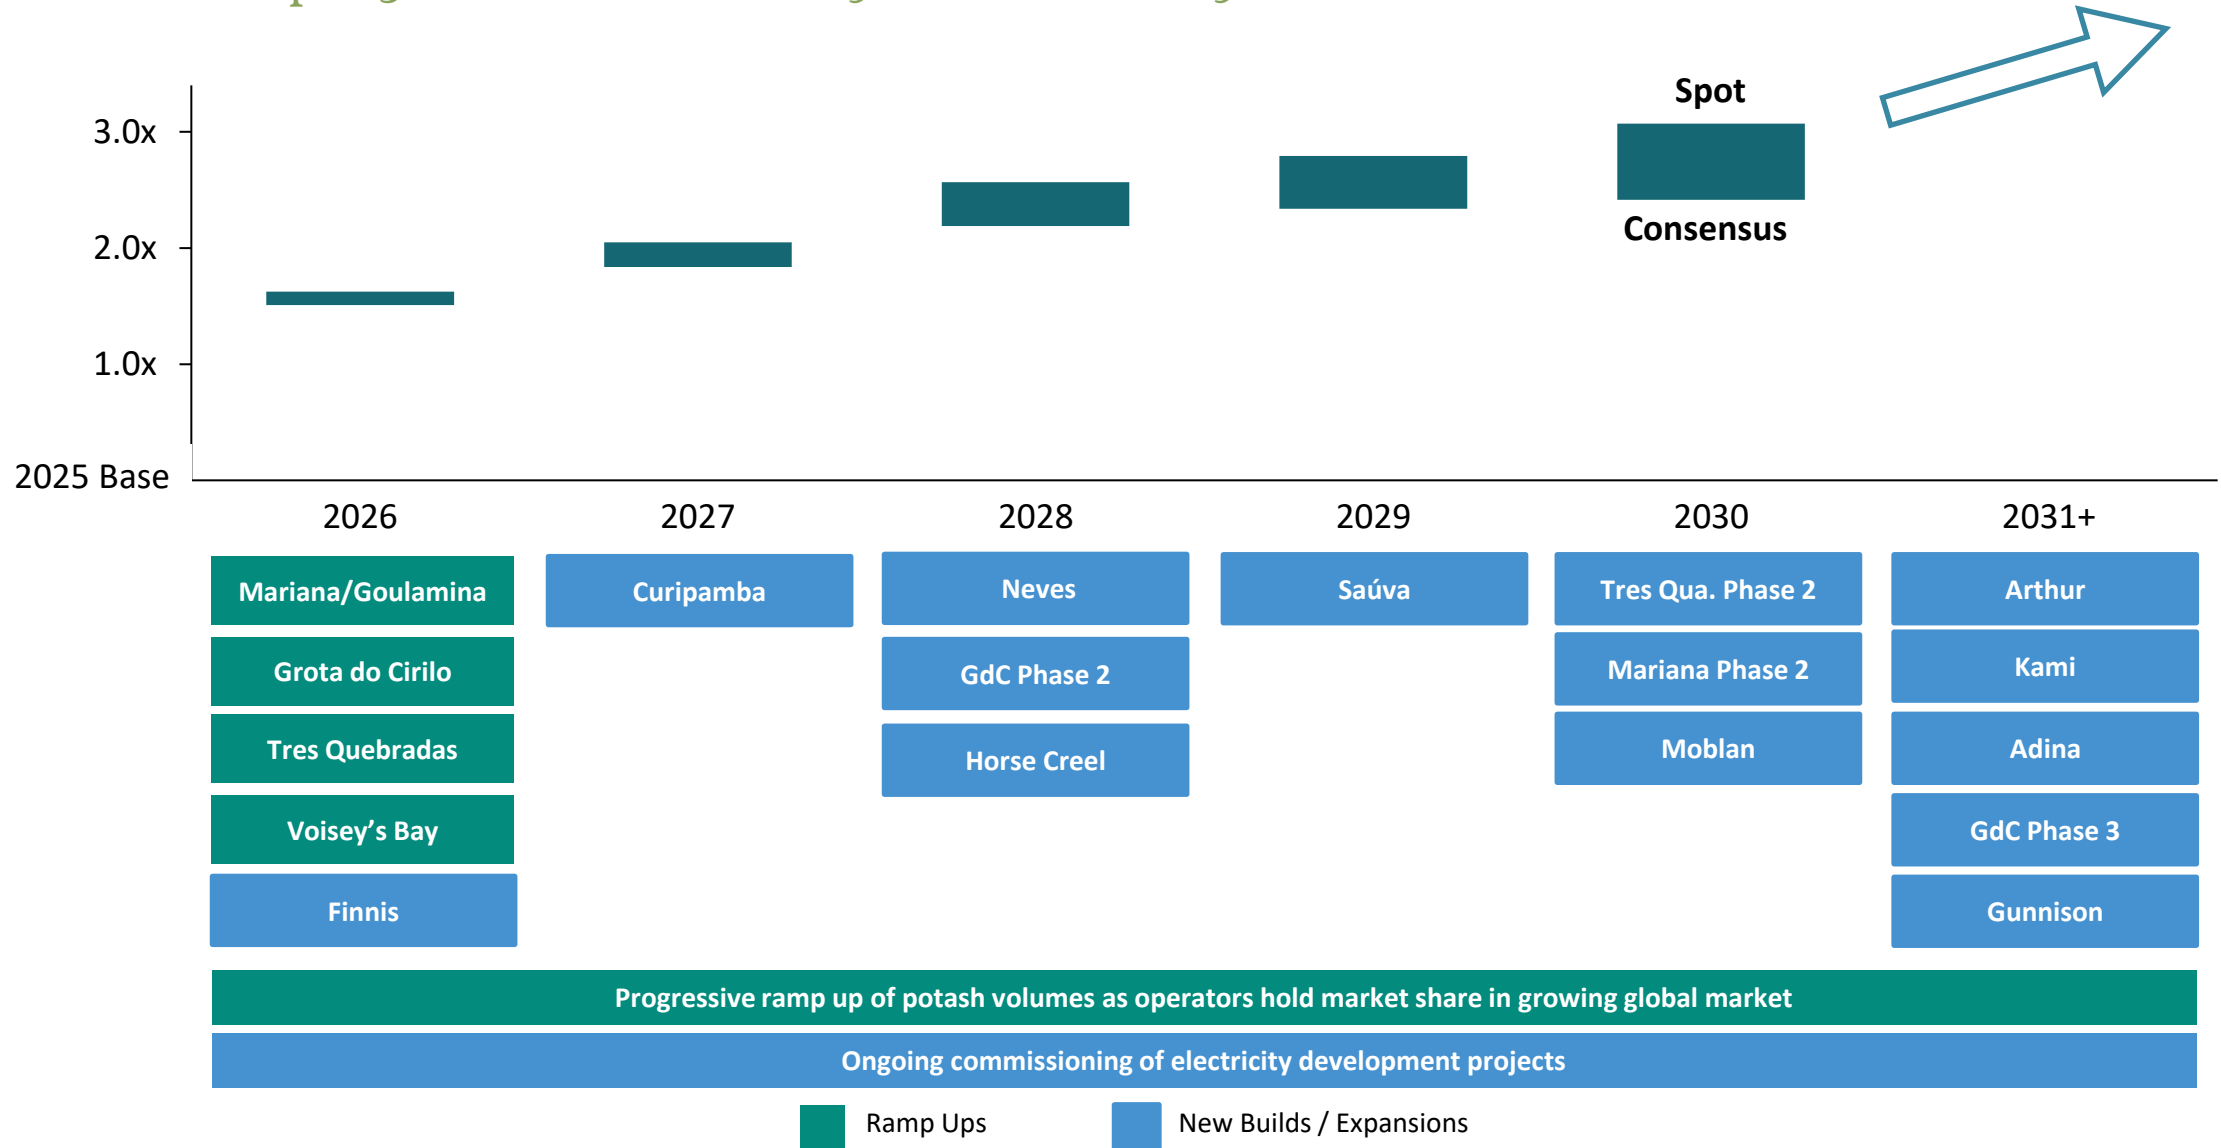 Spot
3.0x
2.0x
Consensus
1.0x
2025 Base
2026
2027
2028
2029
2030
2031+
Mariana/Goulamina
Curipamba
Neves
Saúva
Tres Qua. Phase 2
Arthur
Grota do Cirilo
GdC Phase 2
Mariana Phase 2
Kami
Tres Quebradas
Horse Creel
Moblan
Adina
Voisey’s Bay
GdC Phase 3
Finnis
Gunnison
Progressive ramp up of potash volumes as operators hold market share in growing global market
Ongoing commissioning of electricity development projects
Ramp Ups
New Builds / Expansions